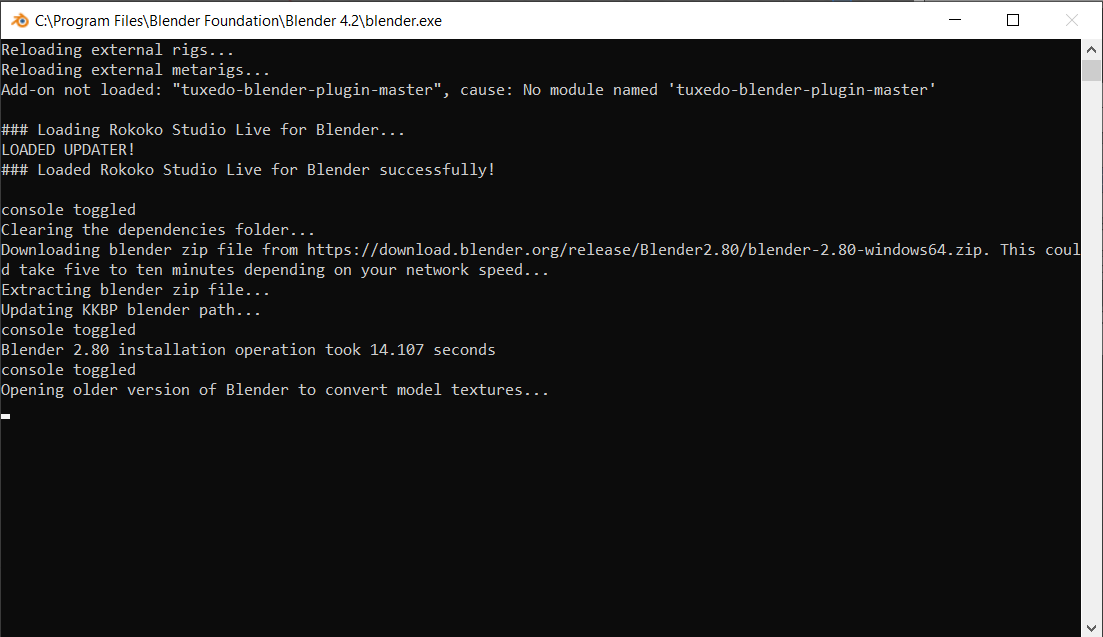 C:\Program Files\Blender Foundation\Blender 4.2\blender.exe
Reloading external rigs...
Reloading external metarigs...
Add-on not loaded: "tuxedo-blender-plugin-master", cause: No module named 'tuxedo-blender-plugin-master'
### Loading Rokoko Studio Live for Blender...
LOADED UPDATER!
### Loaded Rokoko Studio Live for Blender successfully!
console toggled
Clearing the dependencies folder...
Downloading blender zip file from https://download.blender.org/release/Blender2.80/blender-2.80-windows64.zip. This coul
d take five to ten minutes depending on your network speed...
Extracting blender zip file...
Updating KKBP blender path...
console toggled
Blender 2.80 installation operation took 14.107 seconds
console toggled
Opening older version of Blender to convert model textures...